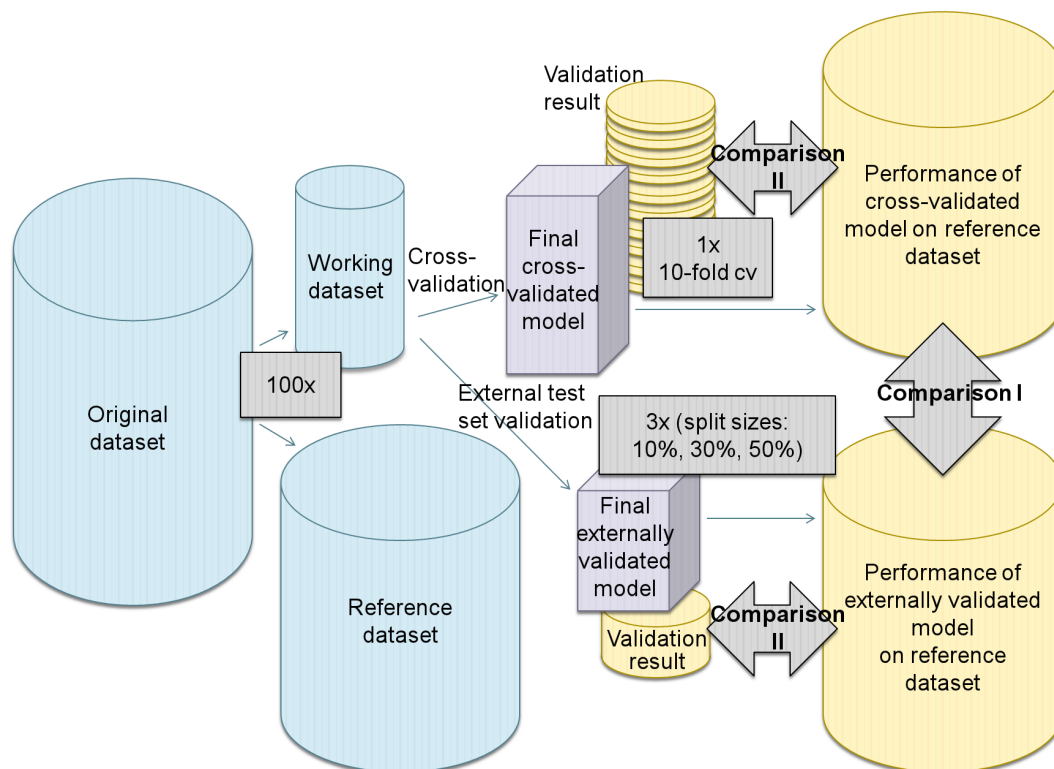 Original
dataset
100x
Working
dataset
Reference
dataset
Cross-
validation
External test
set validation
Validation
result
Final
cross-
validated
model
1x
10-fold cv
Comparison
II
Performance of
cross-validated
model on reference
dataset
Comparison I
3x (split sizes:
10%, 30%, 50%)
Final
externally
validated
model
Validation
result
Comparison
II
Performance of
externally validated
model
on reference
dataset